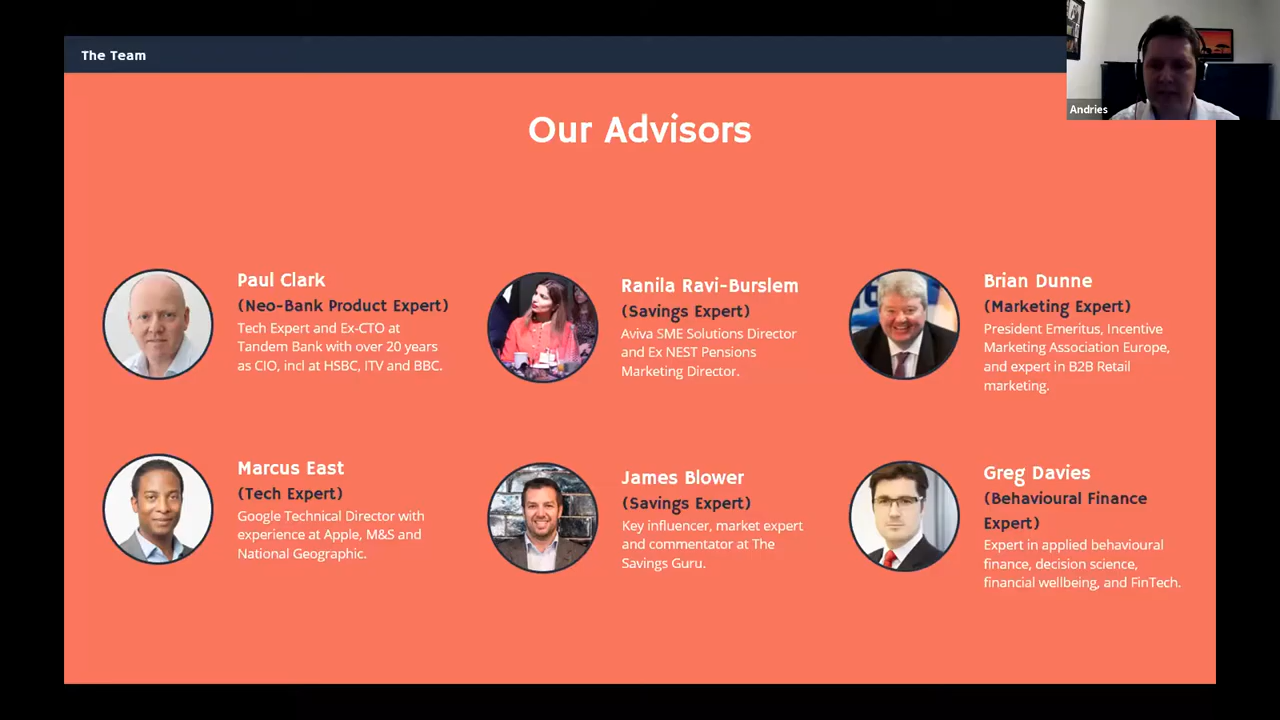 The Team
Andries
Our Advisors
Paul Clark
(Neo-Bank Product Expert)
Tech Expert and Ex-CTO at
Tandem Bank with over 20 years
as CIO, incl at HSBC, ITV and BBC.
Ranila Ravi-Burslem
(Savings Expert)
Aviva SME Solutions Director
and Ex NEST Pensions
Marketing Director.
Brian Dunne
(Marketing Expert)
President Emeritus, Incentive
Marketing Association Europe,
and expert in B2B Retail
marketing.
Marcus East
(Tech Expert)
Google Technical Director with
experience at Apple, M&S and
National Geographic.
James Blower
(Savings Expert)
Key influencer, market expert
and commentator at The
Savings Guru.
Greg Davies
(Behavioural Finance
Expert)
Expert in applied behavioural
finance, decision science,
financial wellbeing, and FinTech.